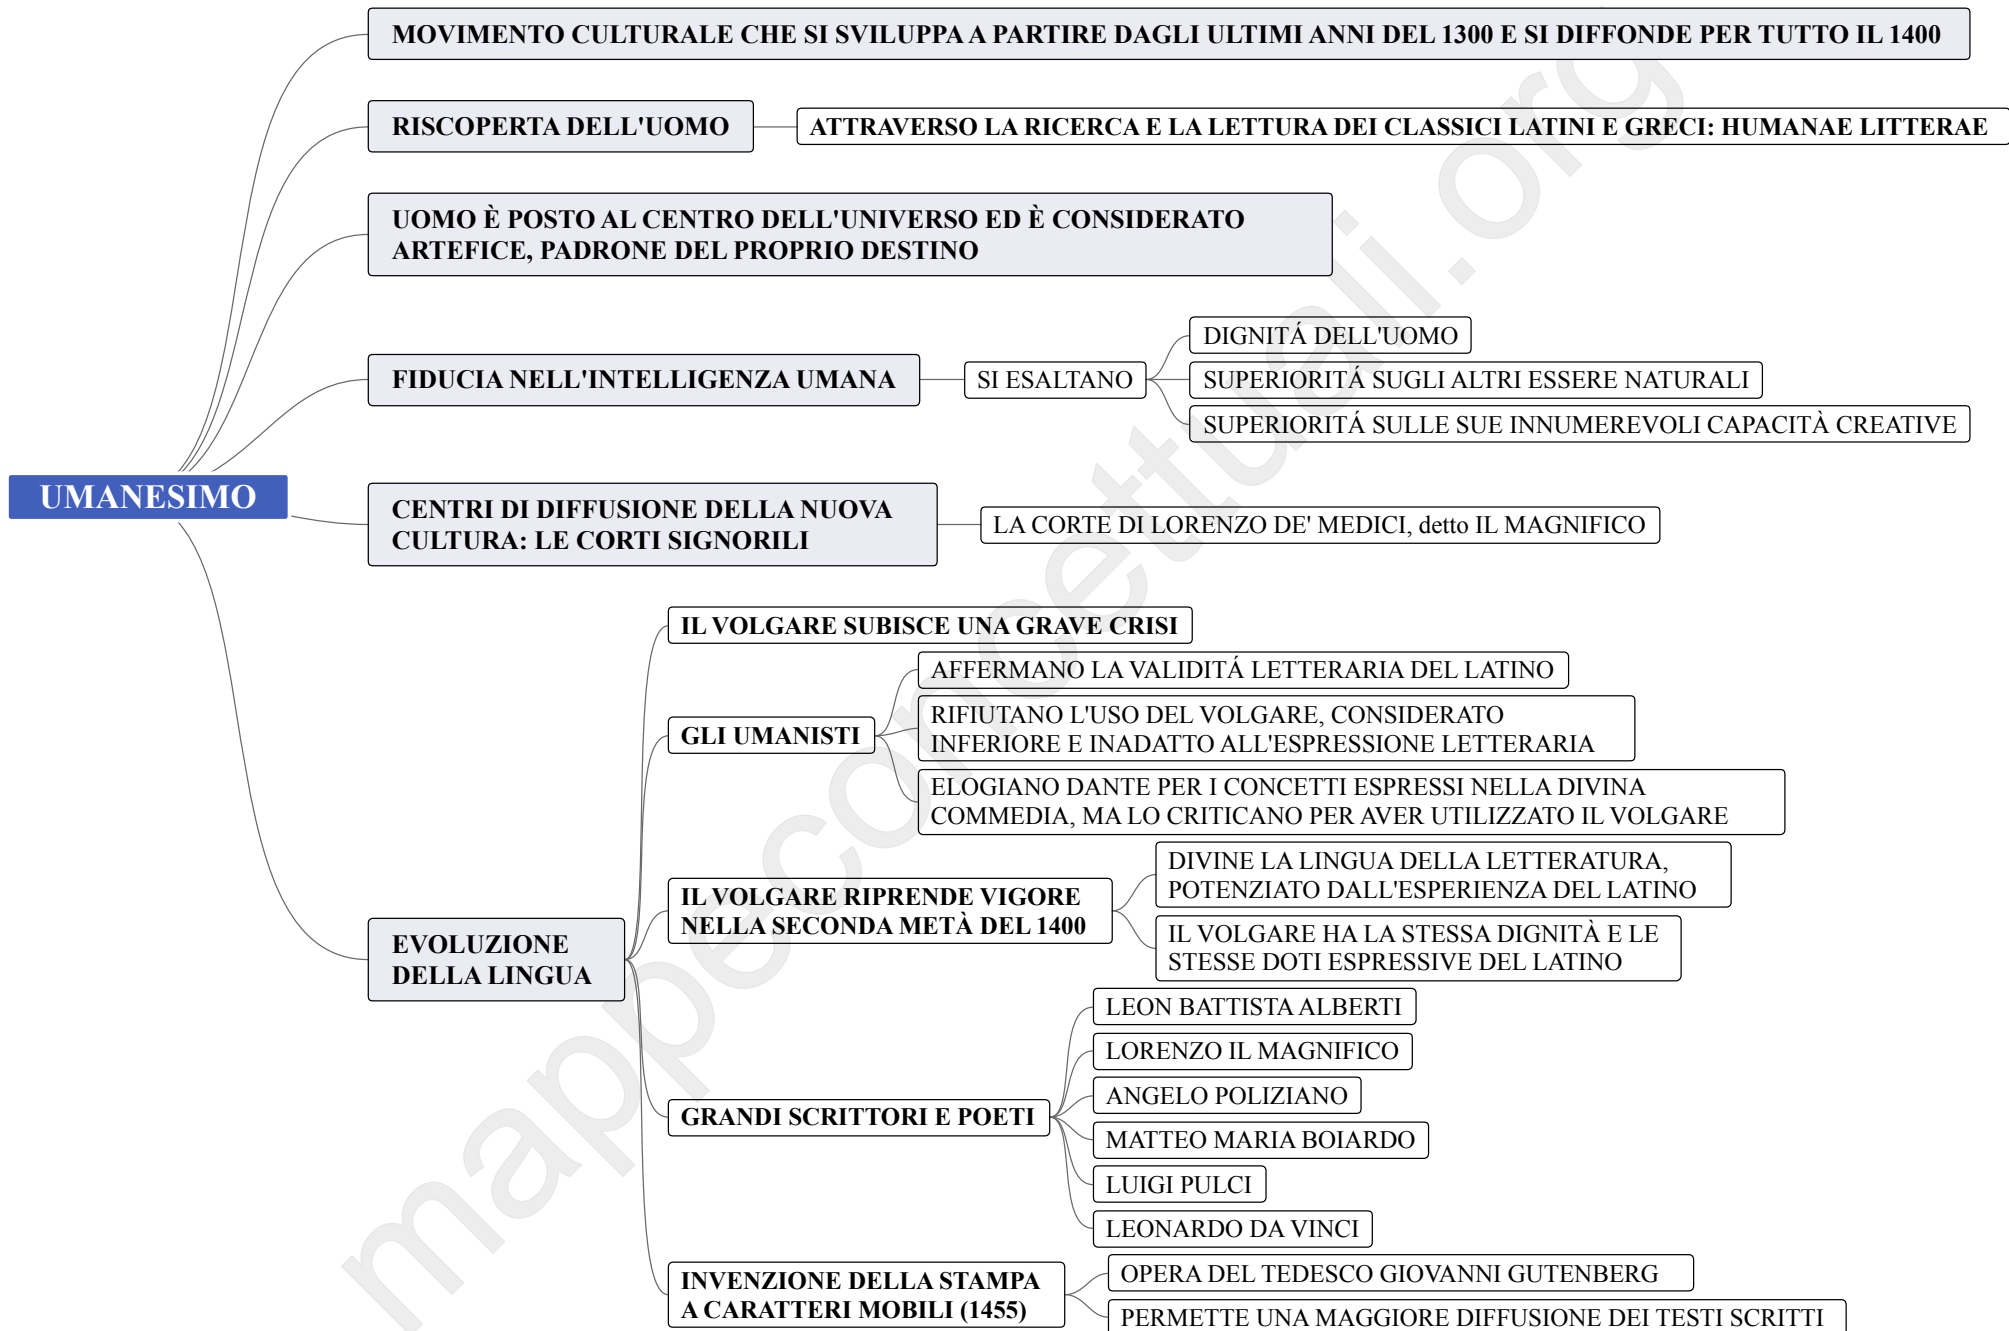 MOVIMENTO CULTURALE CHE SI SVILUPPA A PARTIRE DAGLI ULTIMI ANNI DEL 1300 E SI DIFFONDE PER TUTTO IL 1400
RISCOPERTA DELL'UOMO
ATTRAVERSO LA RICERCA E LA LETTURA DEI CLASSICI LATINI E GRECI: HUMANAE LITTERAE
UOMO È POSTO AL CENTRO DELL'UNIVERSO ED È CONSIDERATO
ARTEFICE, PADRONE DEL PROPRIO DESTINO
FIDUCIA NELL'INTELLIGENZA UMANA
SI ESALTANO
DIGNITÁ DELL'UOMO
SUPERIORITÁ SUGLI ALTRI ESSERE NATURALI
SUPERIORITÁ SULLE SUE INNUMEREVOLI CAPACITÀ CREATIVE
UMANESIMO
CENTRI DI DIFFUSIONE DELLA NUOVA
CULTURA: LE CORTI SIGNORILI
LA CORTE DI LORENZO DE' MEDICI, detto IL MAGNIFICO
EVOLUZIONE
DELLA LINGUA
IL VOLGARE SUBISCE UNA GRAVE CRISI
GLI UMANISTI
AFFERMANO LA VALIDITÁ LETTERARIA DEL LATINO
RIFIUTANO L'USO DEL VOLGARE, CONSIDERATO
INFERIORE E INADATTO ALL'ESPRESSIONE LETTERARIA
ELOGIANO DANTE PER I CONCETTI ESPRESSI NELLA DIVINA
COMMEDIA, MA LO CRITICANO PER AVER UTILIZZATO IL VOLGARE
IL VOLGARE RIPRENDE VIGORE
NELLA SECONDA METÀ DEL 1400
DIVINE LA LINGUA DELLA LETTERATURA,
POTENZIATO DALL'ESPERIENZA DEL LATINO
IL VOLGARE HA LA STESSA DIGNITÀ E LE
STESSE DOTI ESPRESSIVE DEL LATINO
GRANDI SCRITTORI E POETI
LEON BATTISTA ALBERTI
LORENZO IL MAGNIFICO
ANGELO POLIZIANO
MATTEO MARIA BOIARDO
LUIGI PULCI
LEONARDO DA VINCI
INVENZIONE DELLA STAMPA
A CARATTERI MOBILI (1455)
OPERA DEL TEDESCO GIOVANNI GUTENBERG
PERMETTE UNA MAGGIORE DIFFUSIONE DEI TESTI SCRITTI
mappeconcettuali.org